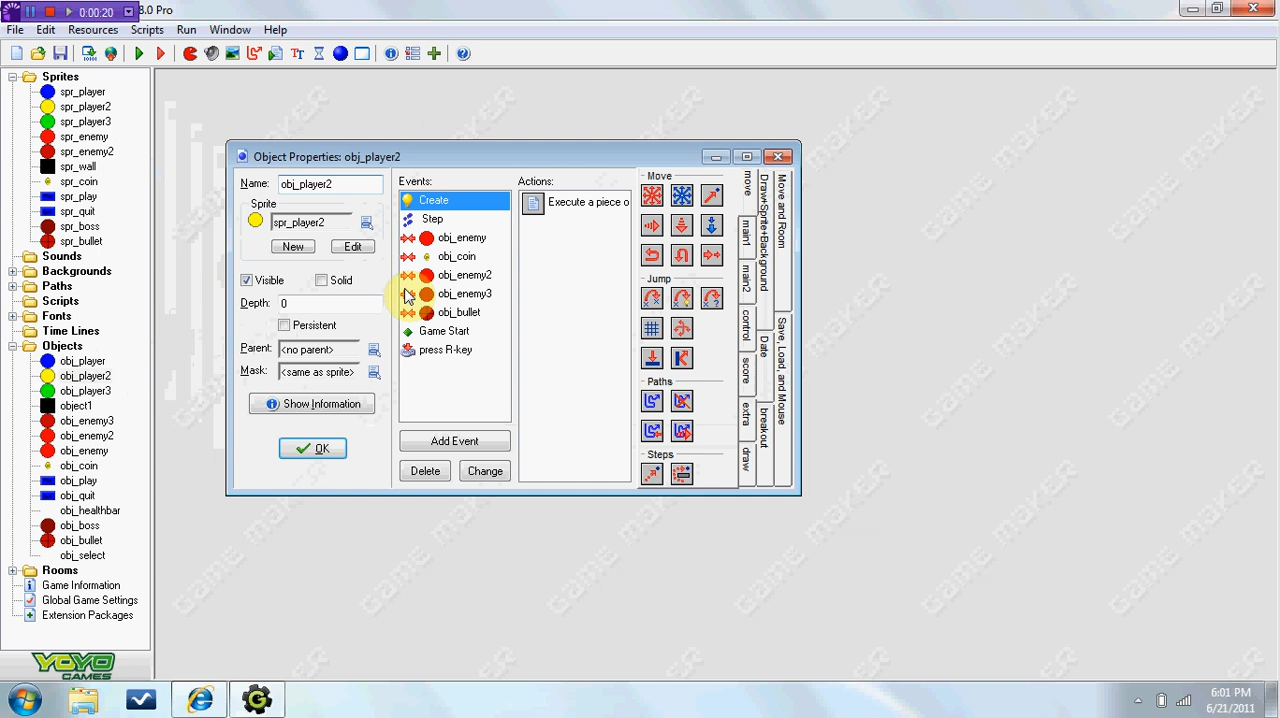 0:00:20
8.0 Pro
File Edit Resources Scripts Run Window Help
Sprites
spr_player
spr_player2
spr_player3
spr_enemy
spr_enemy2
spr_wall
spr_coin
spr_play
spr_quit
spr_boss
spr_bullet
Sounds
Backgrounds
Paths
Scripts
Fonts
Time Lines
Objects
obj_player
obj_player2
obj_player3
object1
obj_enemy3
obj_enemy2
obj_enemy
obj_coin
obj_play
obj_quit
obj_healthbar
obj_boss
obj_bullet
obj_select
Rooms
Game Information
Global Game Settings
Extension Packages
YOYO
GAMES
Object Properties: obj_player2
Name: obj_player2
Sprite
spr_player2
New Edit
Visible Solid
Depth: 0
Persistent
Parent: <no parent>
Mask: <same as sprite>
Show Information
OK
Events:
Create
Step
obj_enemy
obj_coin
obj_enemy2
obj_enemy3
obj_bullet
Game Start
press R-key
Add Event
Delete Change
Actions:
Execute a piece o
Move
Jump
Paths
Steps
move
main1
main2
control
score
extra
draw
Draw+Sprite+Background
Date
breakout
Move and Room
Save, Load, and Mouse
GAME MAKER
6:01 PM
6/21/2011